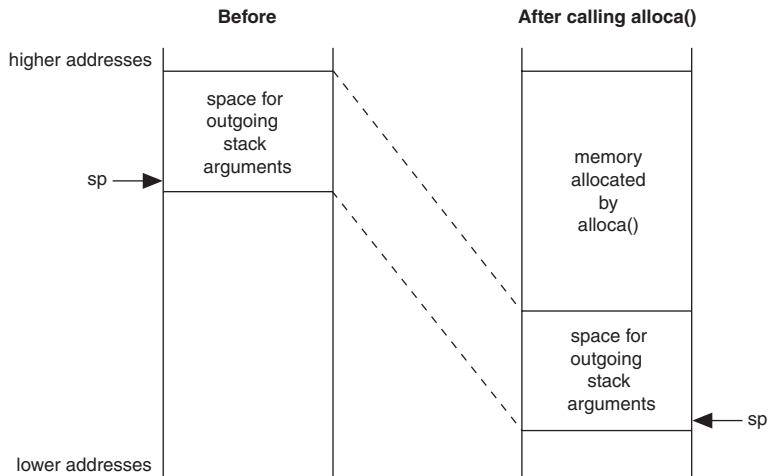 Before
After calling alloca()
higher addresses
space for
outgoing
stack
arguments
sp
memory
allocated
by
alloca()
space for
outgoing
stack
arguments
sp
lower addresses